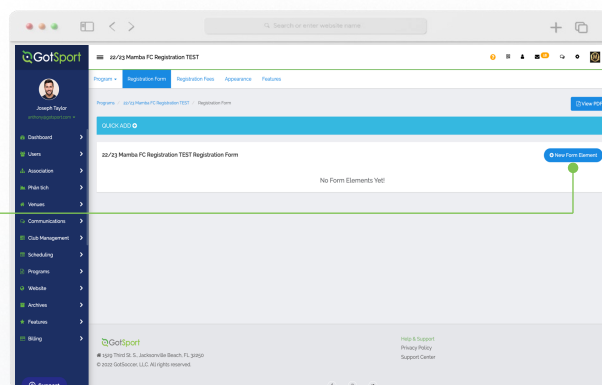 Search or enter website name
GotSport
22/23 Mamba FC Registration TEST
Program
Registration Form
Registration Fees
Appearance
Features
Joseph Taylor
Programs / 22/23 Mamba FC Registration TEST / Registration Form
View PDF
QUICK ADD
22/23 Mamba FC Registration TEST Registration Form
New Form Element
No Form Elements Yet!
Dashboard
Users
Association
Phân tích
Venues
Communications
Club Management
Scheduling
Programs
Website
Archives
Features
Billing
GotSport
1529 Third St. S., Jacksonville Beach, FL 32250
© 2022 GotSoccer, LLC. All rights reserved.
Help & Support
Privacy Policy
Support Center